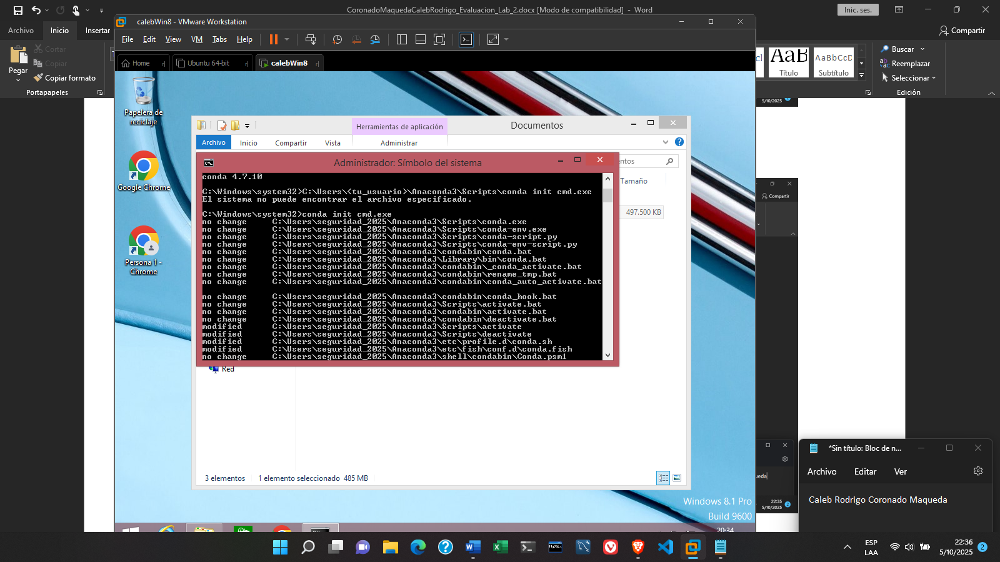 CoronadoMaquedaCalebRodrigo_Evaluacion_Lab_2.docx [Modo de compatibilidad] - Word
Inic. ses.
Archivo
Inicio
Insertar
Compartir
calebWin8 - VMware Workstation
File Edit View VM Tabs Help
Home
Ubuntu 64-bit
calebWin8
Pegar
Cortar
Copiar
Copiar formato
Portapapeles
AaB
AaBbCcD
Título
Subtítulo
Buscar
Reemplazar
Seleccionar
Edición
5/10/2025
Papelera de
reciclaje
Google Chrome
Persona 1 -
Chrome
Herramientas de aplicación
Documentos
Archivo
Inicio
Compartir
Vista
Administrar
Tamaño
497.500 KB
Administrador: Símbolo del sistema
conda 4.7.10
C:\Windows\system32>C:\Users\<tu_usuario>\Anaconda3\Scripts\conda init cmd.exe
El sistema no puede encontrar el archivo especificado.
C:\Windows\system32>conda init cmd.exe
no change     C:\Users\seguridad_2025\Anaconda3\Scripts\conda.exe
no change     C:\Users\seguridad_2025\Anaconda3\Scripts\conda-env.exe
no change     C:\Users\seguridad_2025\Anaconda3\Scripts\conda-script.py
no change     C:\Users\seguridad_2025\Anaconda3\Scripts\conda-env-script.py
no change     C:\Users\seguridad_2025\Anaconda3\condabin\conda.bat
no change     C:\Users\seguridad_2025\Anaconda3\Library\bin\conda.bat
no change     C:\Users\seguridad_2025\Anaconda3\condabin\_conda_activate.bat
no change     C:\Users\seguridad_2025\Anaconda3\condabin\rename_tmp.bat
no change     C:\Users\seguridad_2025\Anaconda3\condabin\conda_auto_activate.bat
no change     C:\Users\seguridad_2025\Anaconda3\condabin\conda_hook.bat
no change     C:\Users\seguridad_2025\Anaconda3\Scripts\activate.bat
no change     C:\Users\seguridad_2025\Anaconda3\condabin\activate.bat
no change     C:\Users\seguridad_2025\Anaconda3\condabin\deactivate.bat
modified      C:\Users\seguridad_2025\Anaconda3\Scripts\activate
modified      C:\Users\seguridad_2025\Anaconda3\Scripts\deactivate
modified      C:\Users\seguridad_2025\Anaconda3\etc\profile.d\conda.sh
modified      C:\Users\seguridad_2025\Anaconda3\etc\fish\conf.d\conda.fish
no change     C:\Users\seguridad_2025\Anaconda3\shell\condabin\Conda.psm1
Red
3 elementos
1 elemento seleccionado 485 MB
Windows 8.1 Pro
Build 9600
20:34
Compartir
22:35
5/10/2025
*Sin título: Bloc de n...
Archivo Editar Ver
Caleb Rodrigo Coronado Maqueda
ESP
LAA
22:36
5/10/2025
2